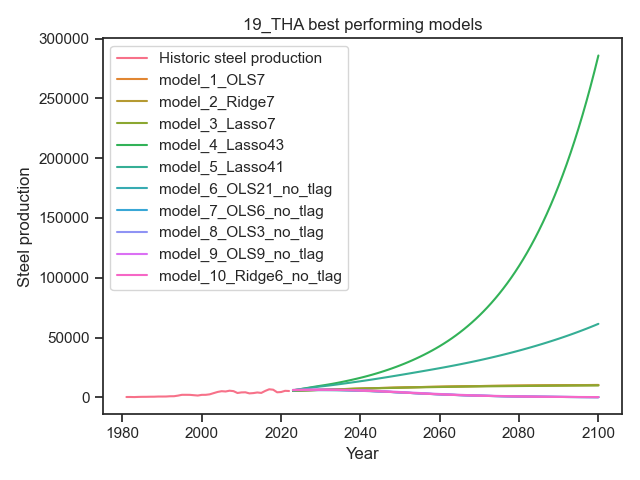 19_THA best performing models
300000
250000
200000
150000
100000
50000
0
Steel production
Historic steel production
model_1_OLS7
model_2_Ridge7
model_3_Lasso7
model_4_Lasso43
model_5_Lasso41
model_6_OLS21_no_tlag
model_7_OLS6_no_tlag
model_8_OLS3_no_tlag
model_9_OLS9_no_tlag
model_10_Ridge6_no_tlag
1980 2000 2020 2040 2060 2080 2100
Year